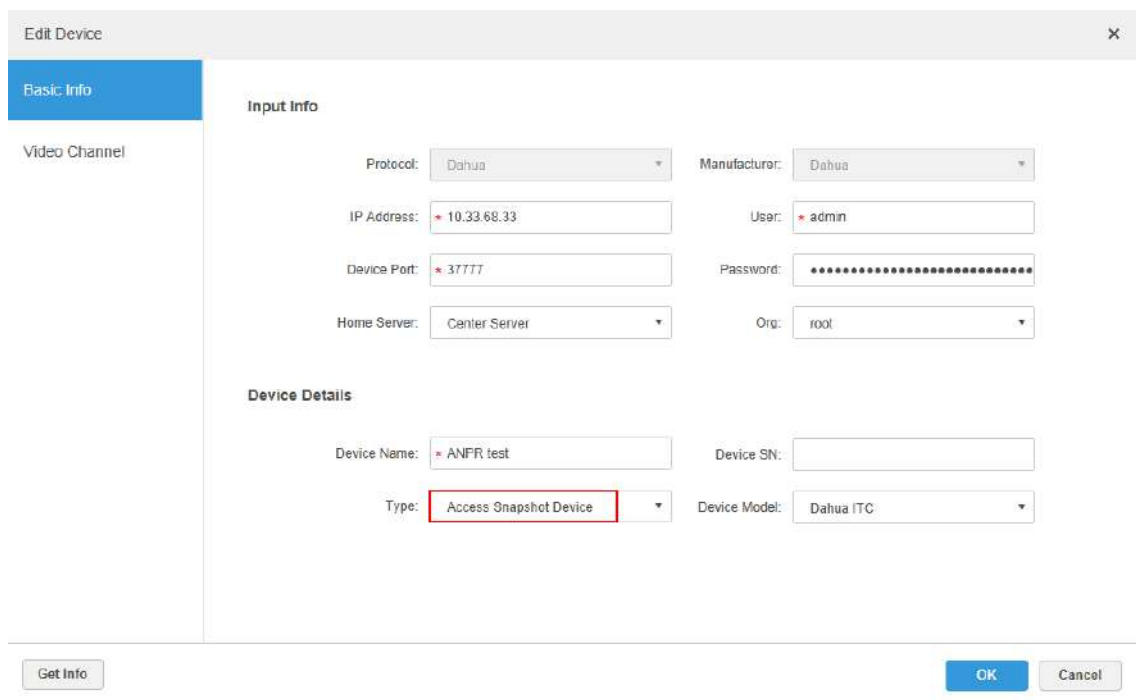 Edit Device
Basic Info
Video Channel
Input Info
Protocol: Dahua Manufacturer: Dahua
IP Address: * 10.33.68.33 User: * admin
Device Port: * 37777 Password: ●●●●●●●●●●●●●●●●●●●●●●●●●●●●
Home Server: Center Server Org: root
Device Details
Device Name: * ANPR test Device SN:
Type: Access Snapshot Device Device Model: Dahua ITC
Get Info OK Cancel